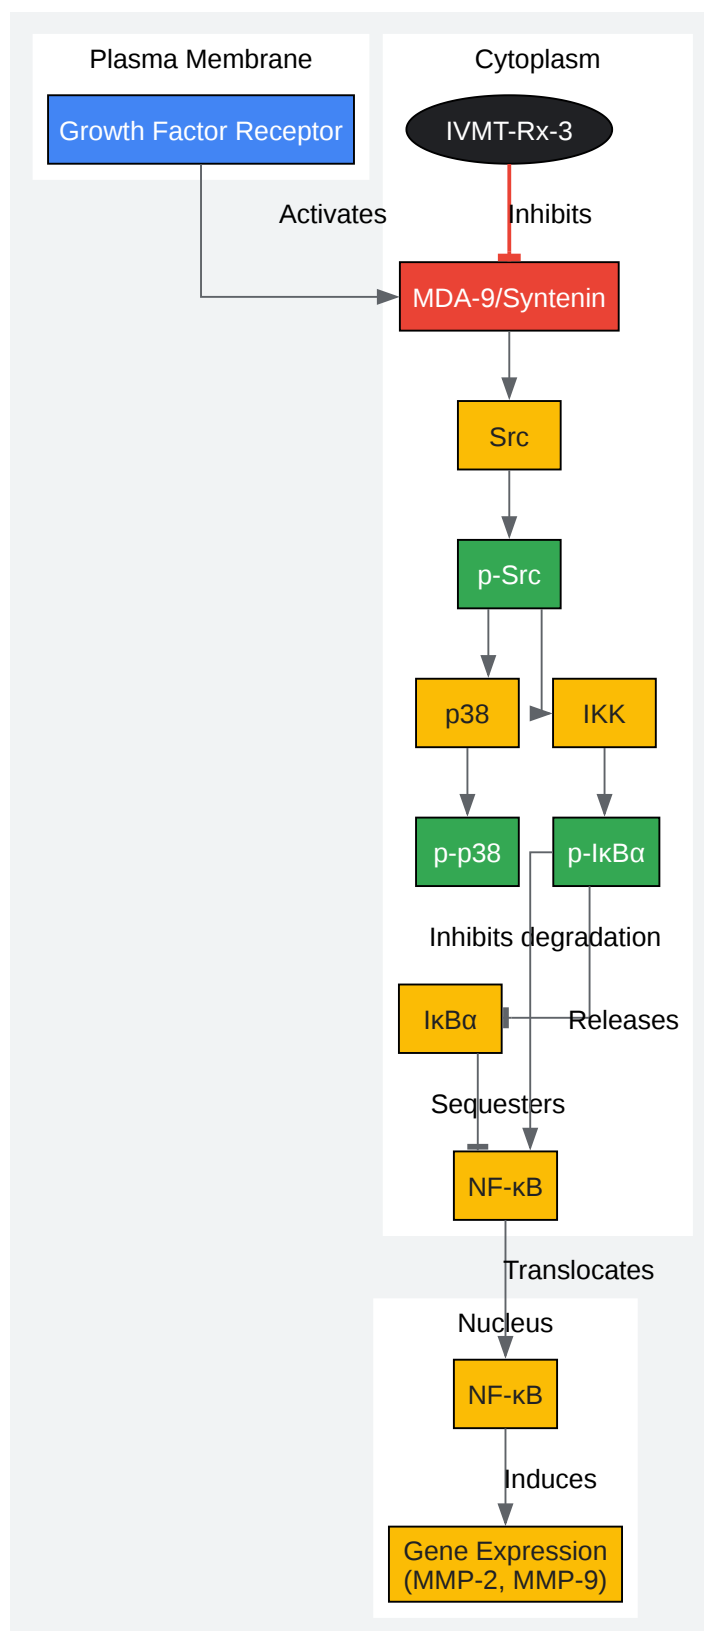 Plasma Membrane
Cytoplasm
Growth Factor Receptor
IVMT-Rx-3
Activates
Inhibits
MDA-9/Syntenin
Src
p-Src
p38
IKK
p-p38
p-IκBα
Inhibits degradation
IκBα
Releases
Sequesters
NF-κB
Translocates
Nucleus
NF-κB
Induces
Gene Expression
(MMP-2, MMP-9)